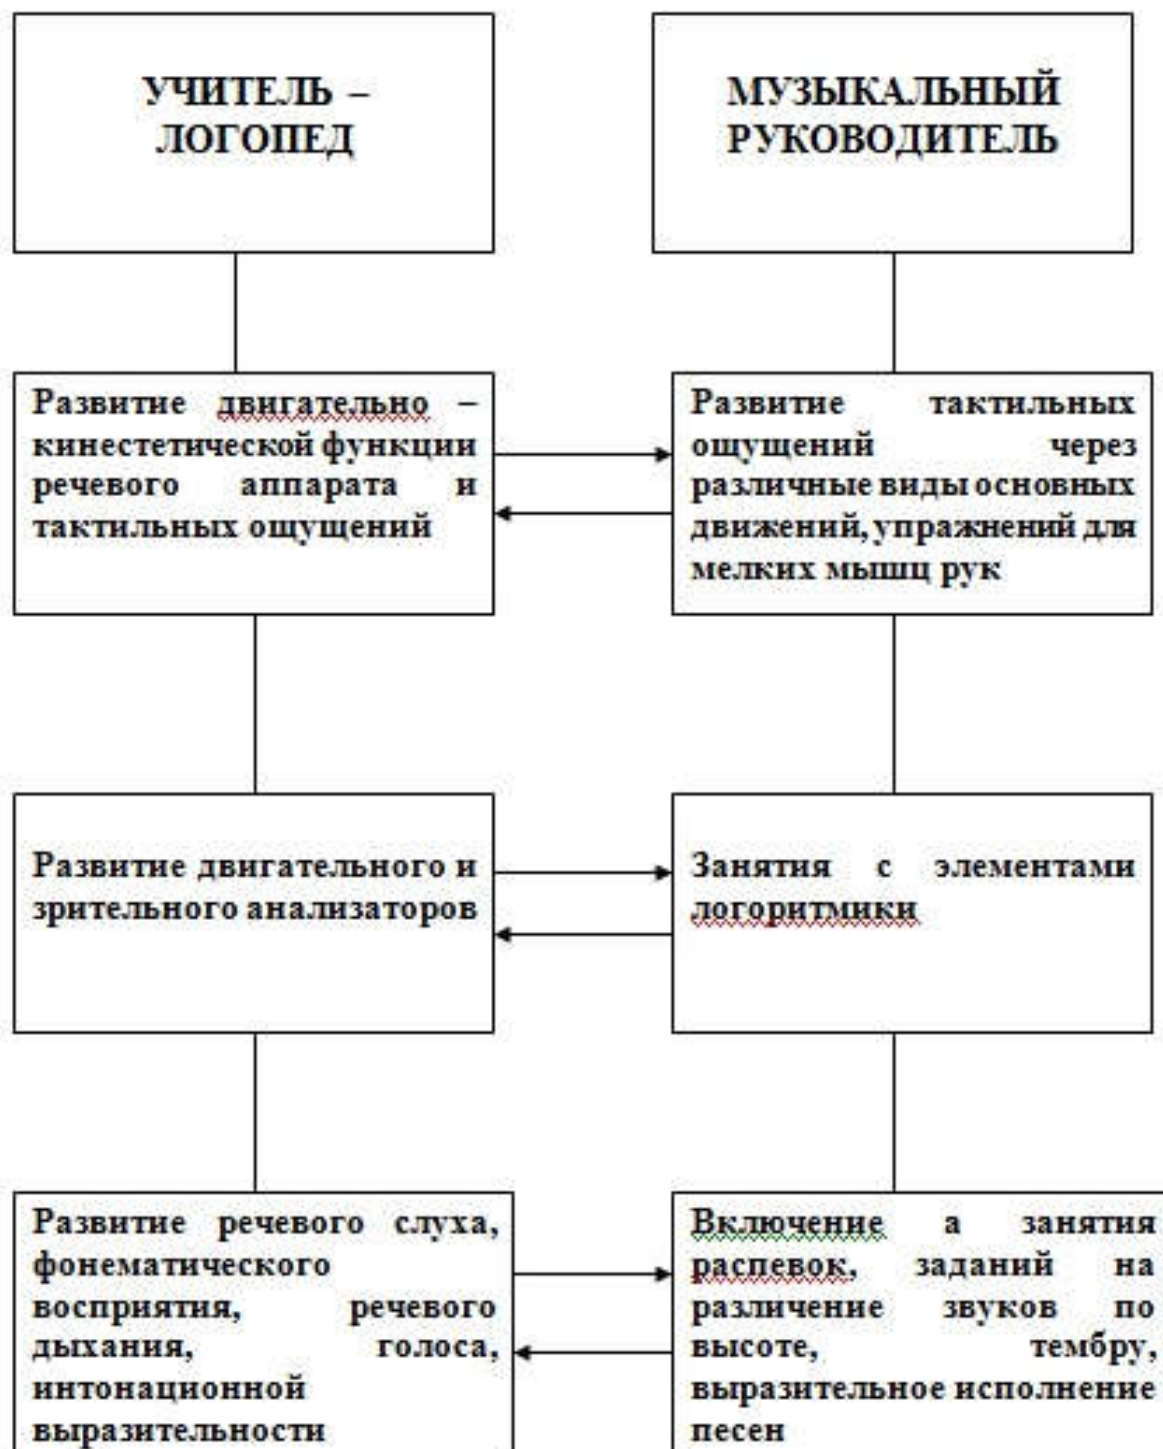 УЧИТЕЛЬ –
ЛОГОПЕД
МУЗЫКАЛЬНЫЙ
РУКОВОДИТЕЛЬ
Развитие двигательно –
кинестетической функции
речевого аппарата и
тактильных ощущений
Развитие тактильных
ощущений через
различные виды основных
движений, упражнений для
мелких мышц рук
Развитие двигательного и
зрительного анализаторов
Занятия с элементами
логоритмики
Развитие речевого слуха,
фонематического
восприятия, речевого
дыхания, голоса,
интонационной
выразительности
Включение а занятия
распевок, заданий на
различение звуков по
высоте, тембру,
выразительное исполнение
песен